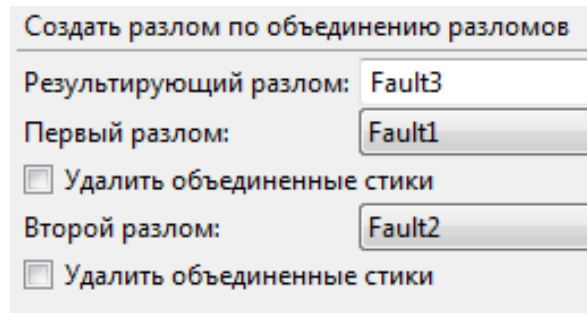 Создать разлом по объединению разломов
Результирующий разлом: Fault3
Первый разлом: Fault1
Удалить объединенные стики
Второй разлом: Fault2
Удалить объединенные стики